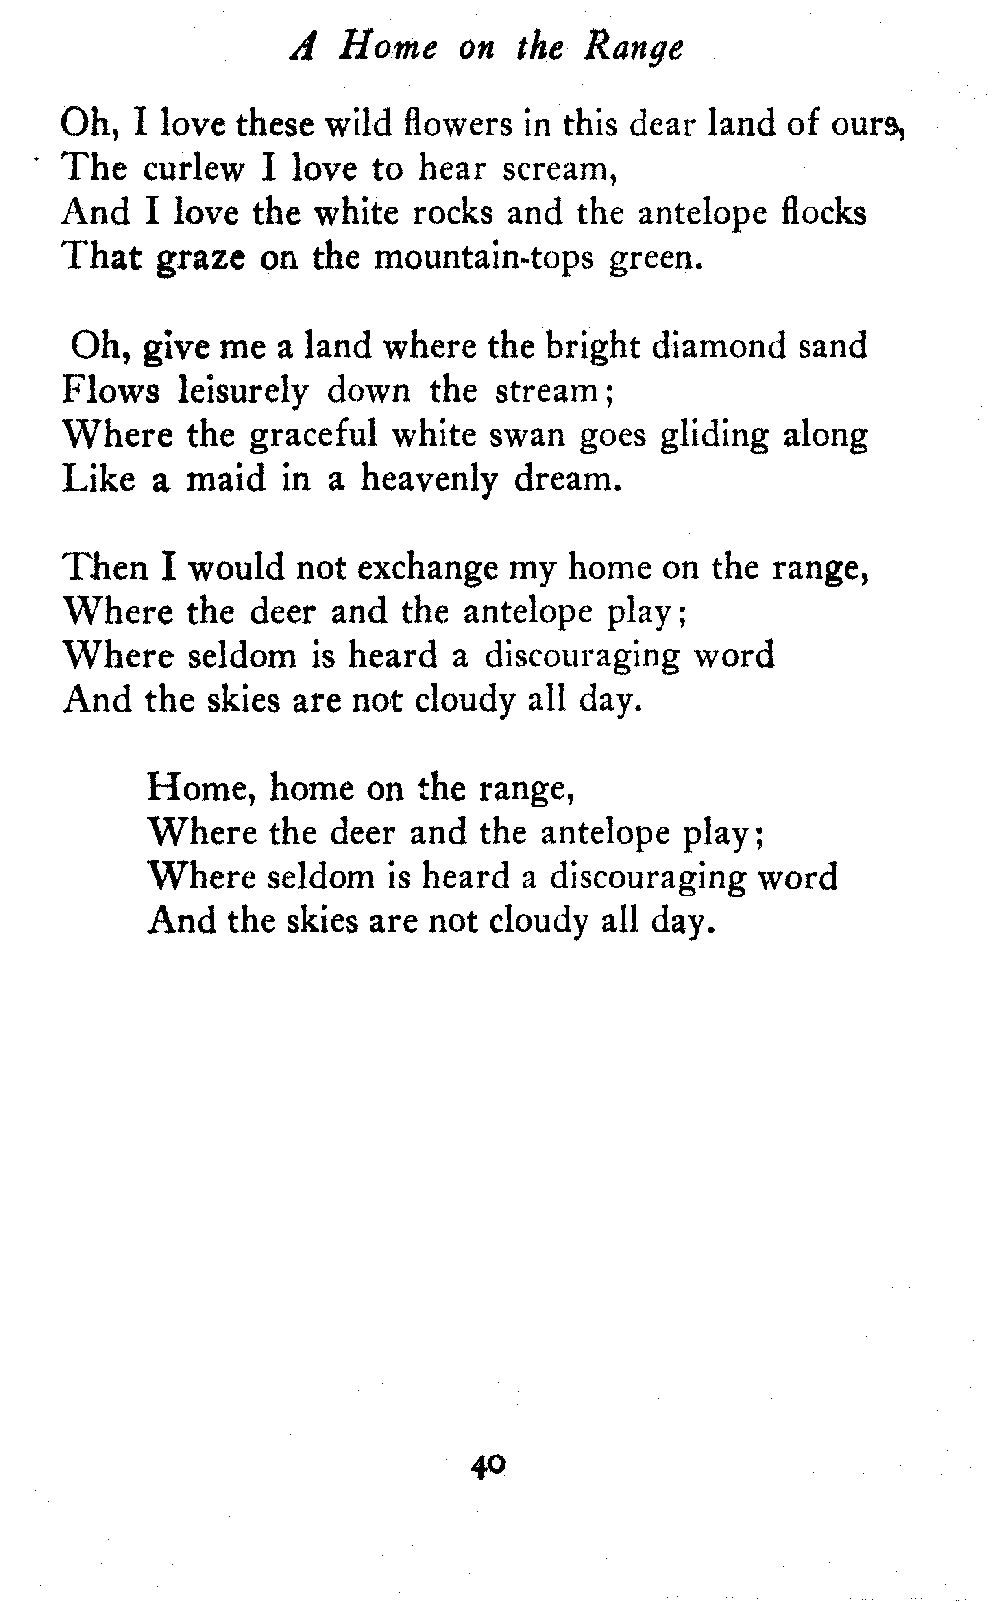 A Home on the Range
Oh, I love these wild flowers in this dear land of ours,
The curlew I love to hear scream,
And I love the white rocks and the antelope flocks
That graze on the mountain-tops green.
Oh, give me a land where the bright diamond sand
Flows leisurely down the stream;
Where the graceful white swan goes gliding along
Like a maid in a heavenly dream.
Then I would not exchange my home on the range,
Where the deer and the antelope play;
Where seldom is heard a discouraging word
And the skies are not cloudy all day.
Home, home on the range,
Where the deer and the antelope play;
Where seldom is heard a discouraging word
And the skies are not cloudy all day.
40